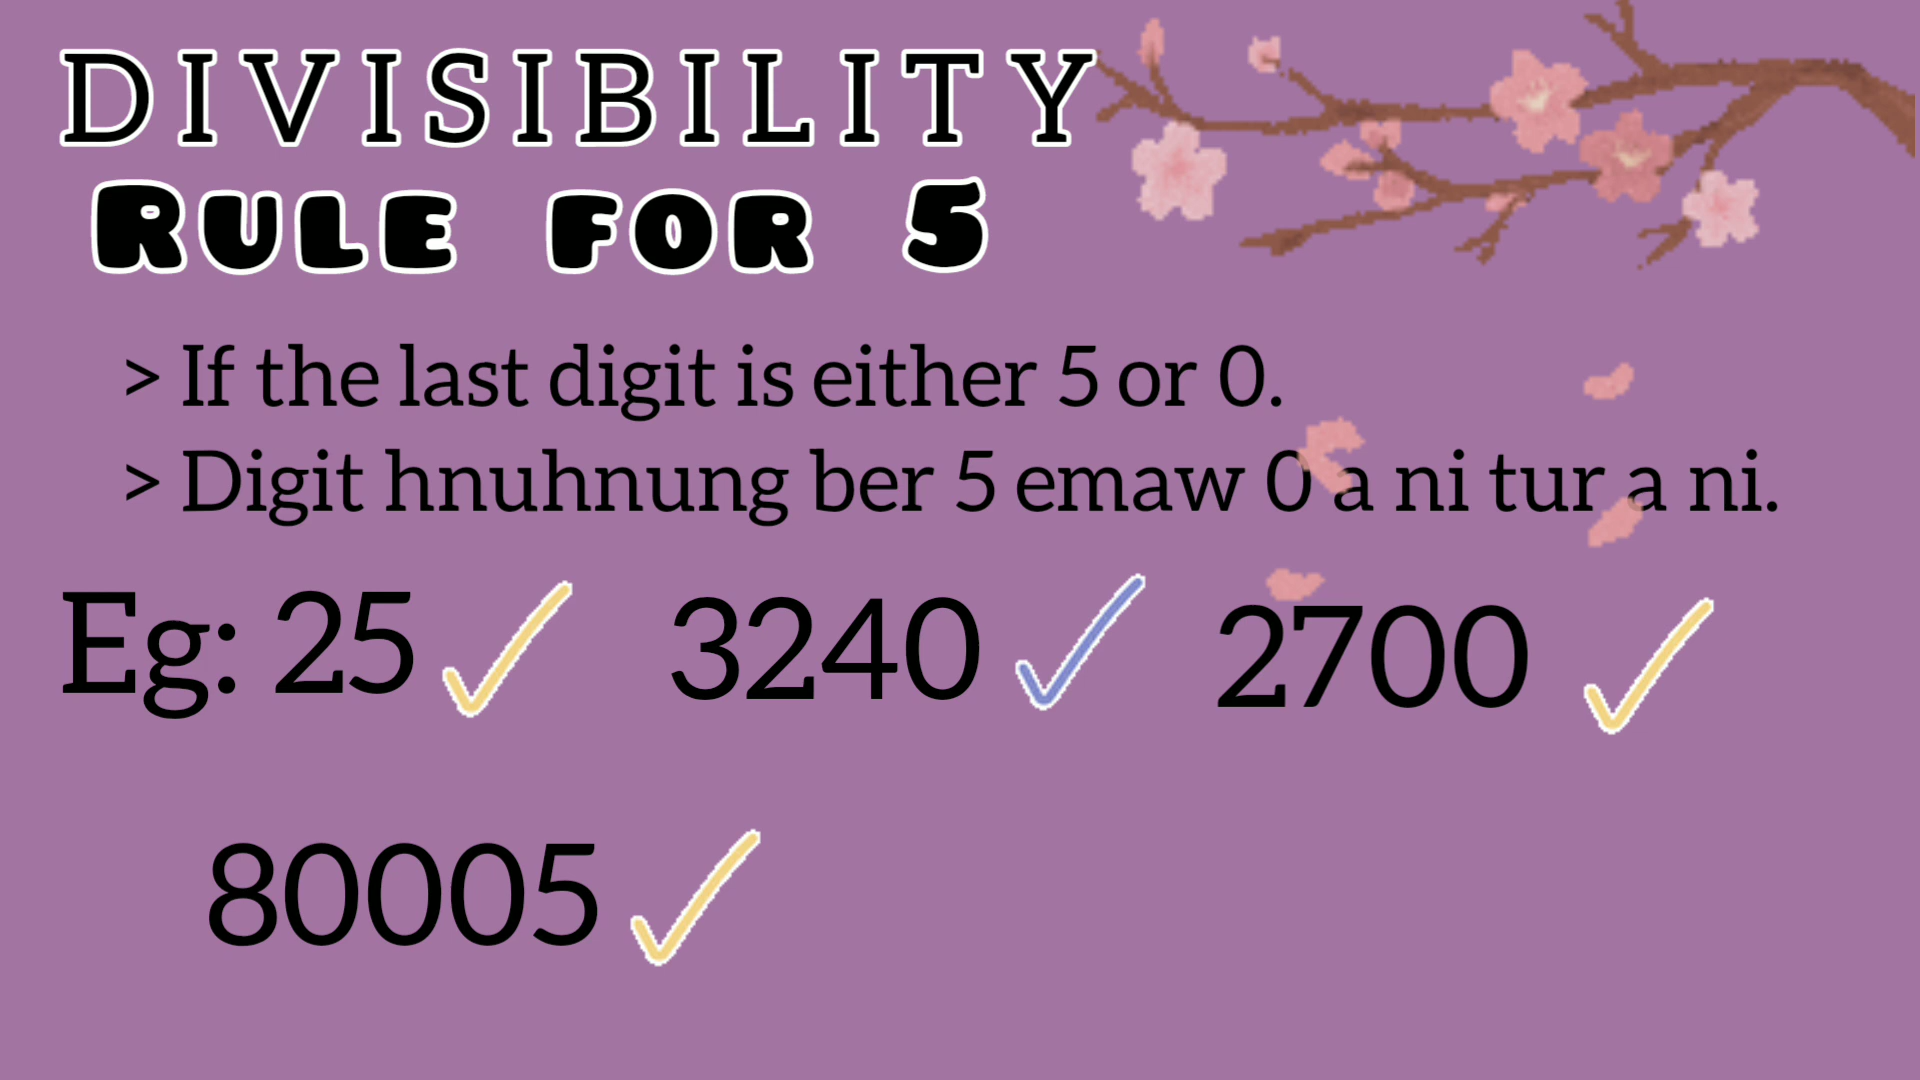 DIVISIBILITY
RULE FOR 5
> If the last digit is either 5 or 0.
> Digit hnuhnung ber 5 emaw 0 a ni tur a ni.
Eg: 25 ✓ 3240 ✓ 2700 ✓
80005 ✓